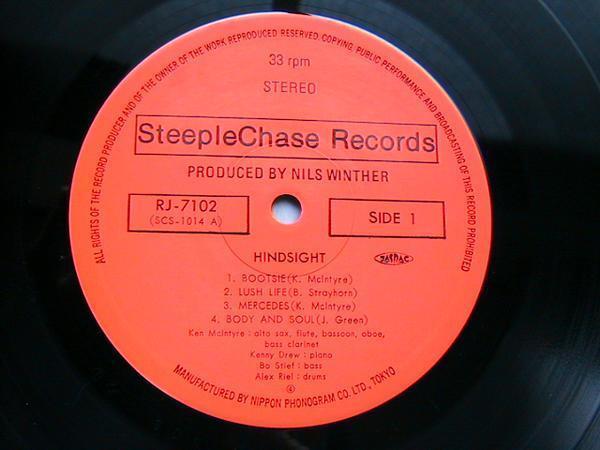 ALL RIGHTS OF THE RECORD PRODUCER AND OF THE OWNER OF THE WORK REPRODUCED RESERVED. COPYING, PUBLIC PERFORMANCE AND BROADCASTING OF THIS RECORD PROHIBITED
33 rpm
STEREO
SteepleChase Records
PRODUCED BY NILS WINTHER
RJ-7102
(SCS-1014 A)
SIDE 1
HINDSIGHT
JASRAC
1. BOOTSIE(K. McIntyre)
2. LUSH LIFE(B. Strayhorn)
3. MERCEDES(K. McIntyre)
4. BODY AND SOUL(J. Green)
Ken McIntyre : alto sax, flute, bassoon, oboe,
bass clarinet
Kenny Drew : piano
Bo Stief : bass
Alex Riel : drums
MANUFACTURED BY NIPPON PHONOGRAM CO. LTD., TOKYO